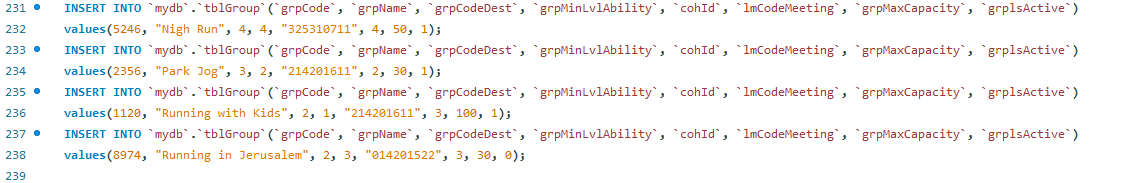 231 INSERT INTO `mydb`.`tblGroup`(`grpCode`, `grpName`, `grpCodeDest`, `grpMinLvlAbility`, `cohId`, `lmCodeMeeting`, `grpMaxCapacity`, `grplsActive`)
232 values(5246, "Nigh Run", 4, 4, "325310711", 4, 50, 1);
233 INSERT INTO `mydb`.`tblGroup`(`grpCode`, `grpName`, `grpCodeDest`, `grpMinLvlAbility`, `cohId`, `lmCodeMeeting`, `grpMaxCapacity`, `grplsActive`)
234 values(2356, "Park Jog", 3, 2, "214201611", 2, 30, 1);
235 INSERT INTO `mydb`.`tblGroup`(`grpCode`, `grpName`, `grpCodeDest`, `grpMinLvlAbility`, `cohId`, `lmCodeMeeting`, `grpMaxCapacity`, `grplsActive`)
236 values(1120, "Running with Kids", 2, 1, "214201611", 3, 100, 1);
237 INSERT INTO `mydb`.`tblGroup`(`grpCode`, `grpName`, `grpCodeDest`, `grpMinLvlAbility`, `cohId`, `lmCodeMeeting`, `grpMaxCapacity`, `grplsActive`)
238 values(8974, "Running in Jerusalem", 2, 3, "014201522", 3, 30, 0);
239